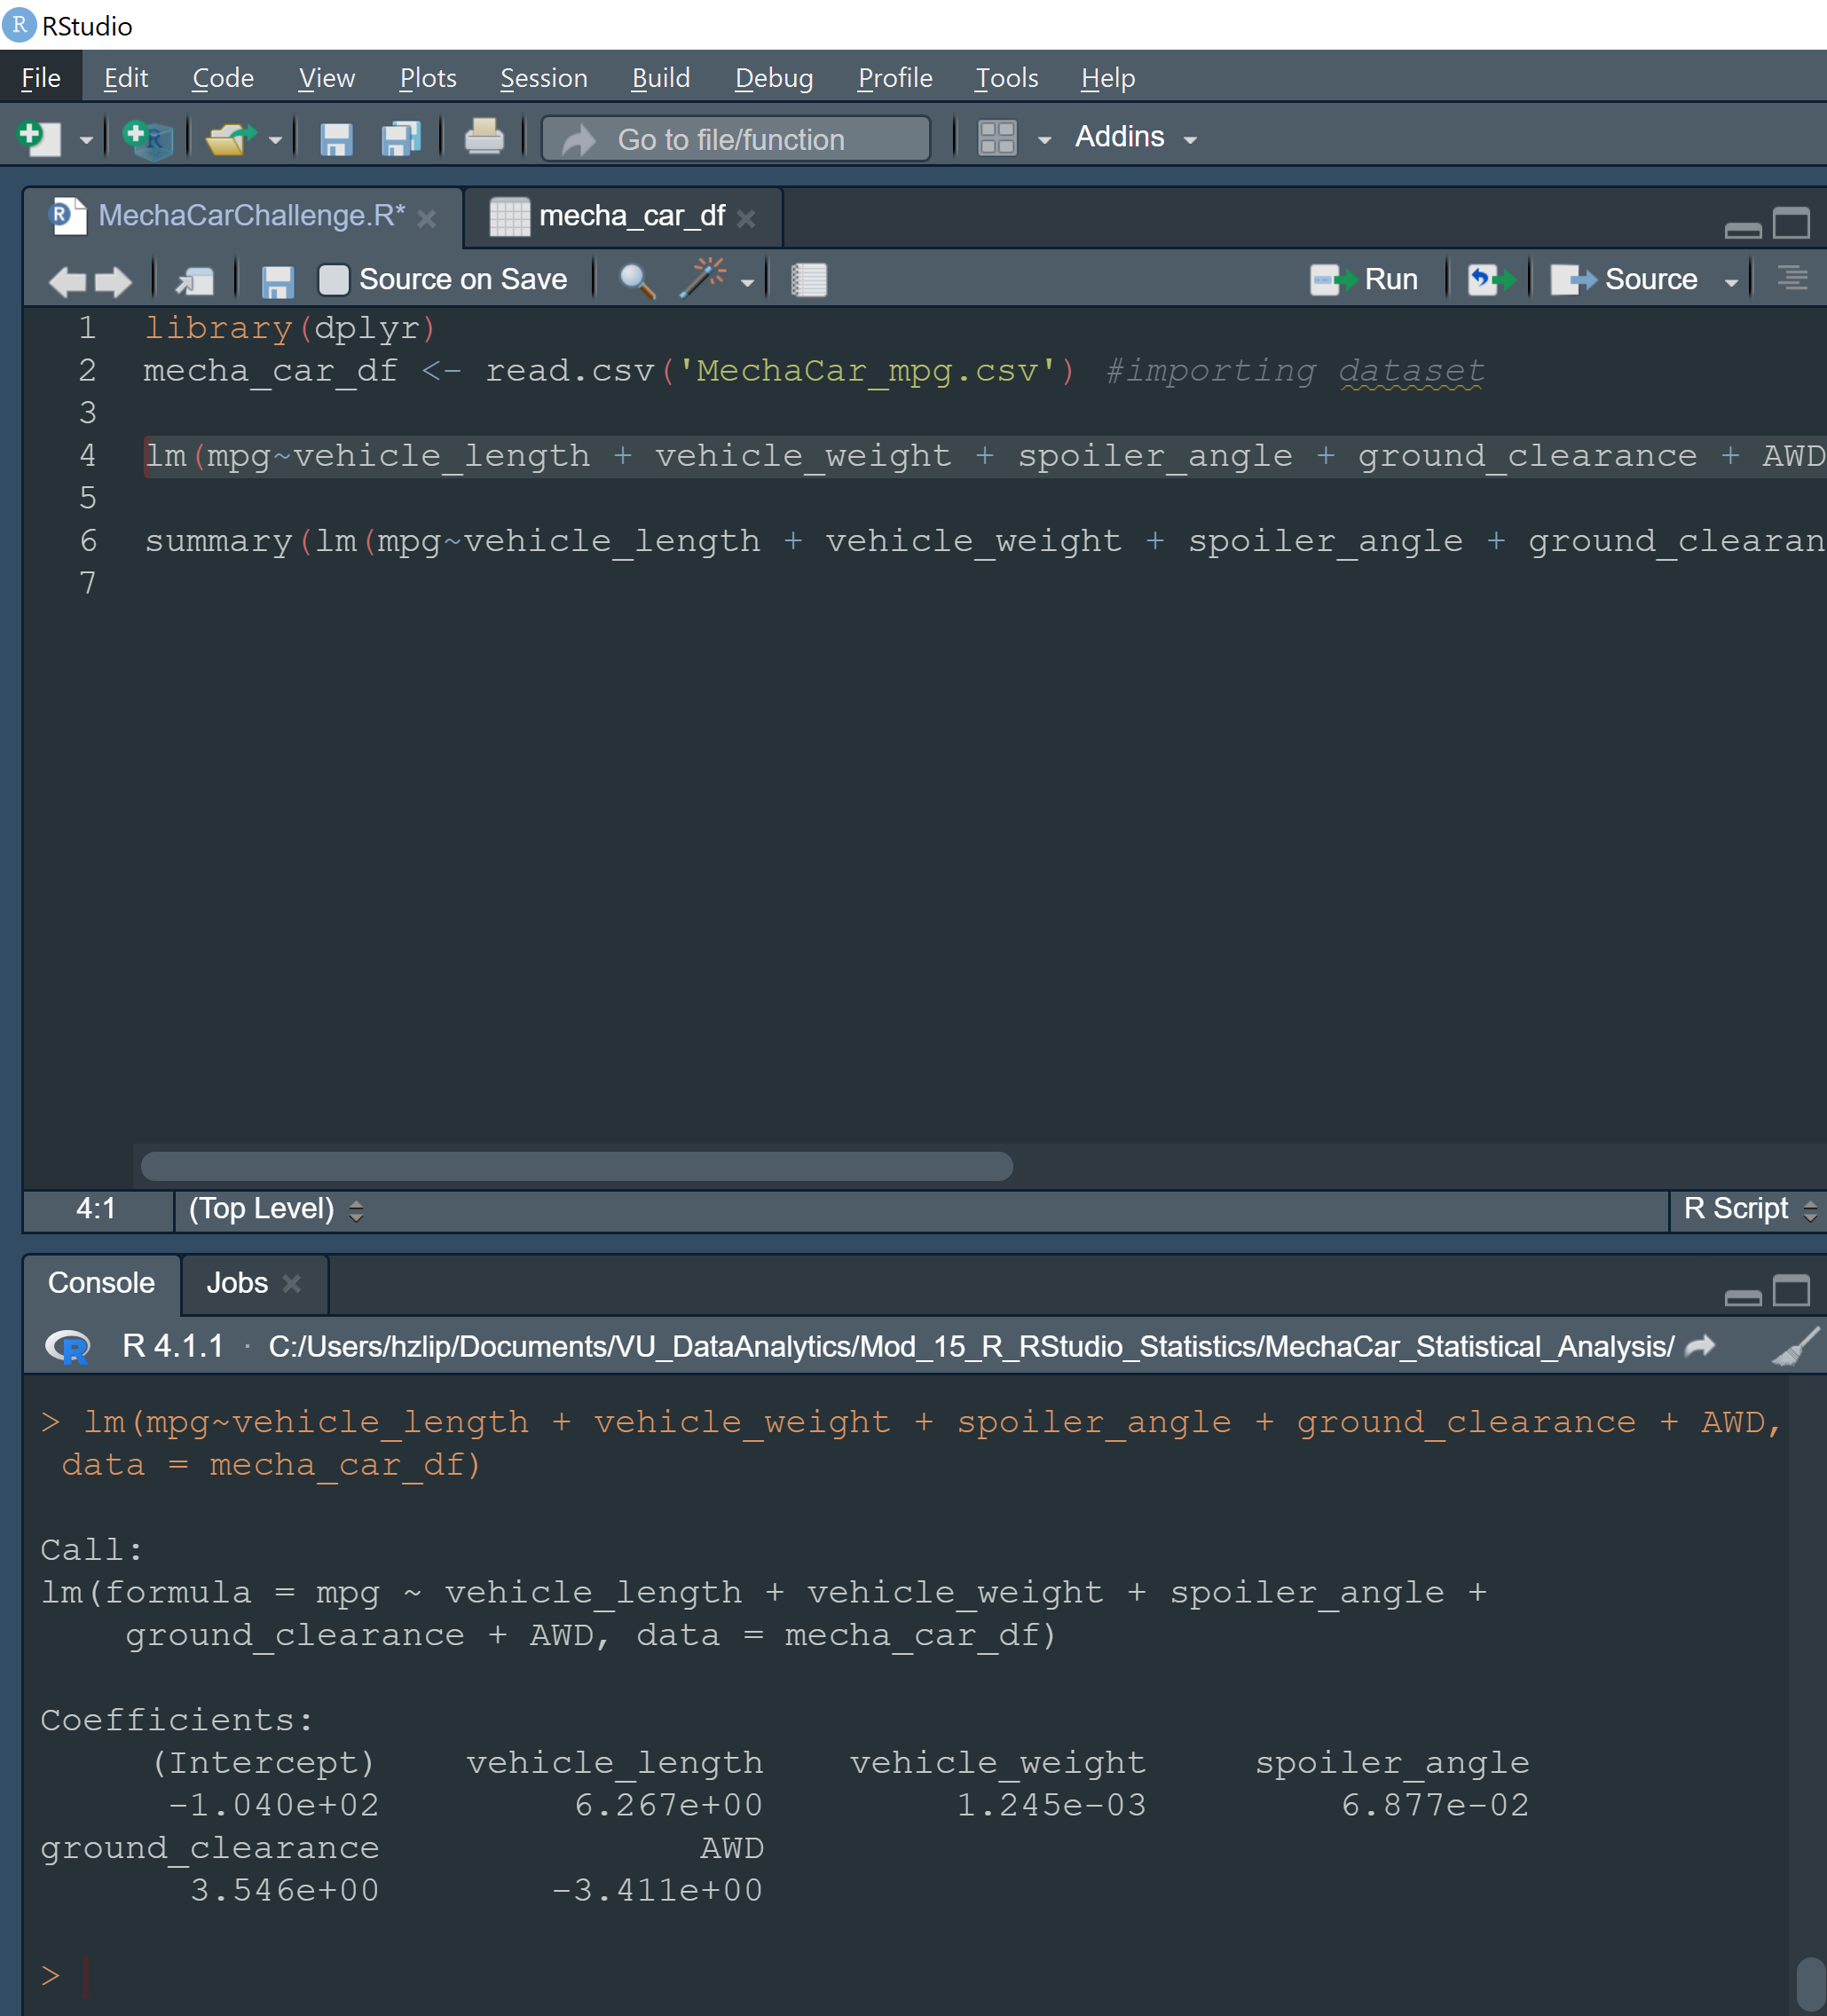 RStudio
File Edit Code View Plots Session Build Debug Profile Tools Help
Go to file/function Addins
MechaCarChallenge.R* mecha_car_df
Source on Save Run Source
1 library(dplyr)
2 mecha_car_df <- read.csv('MechaCar_mpg.csv') #importing dataset
3
4 lm(mpg~vehicle_length + vehicle_weight + spoiler_angle + ground_clearance + AWD
5
6 summary(lm(mpg~vehicle_length + vehicle_weight + spoiler_angle + ground_clearan
7
4:1 (Top Level) R Script
Console Jobs
R 4.1.1 · C:/Users/hzlip/Documents/VU_DataAnalytics/Mod_15_R_RStudio_Statistics/MechaCar_Statistical_Analysis/
> lm(mpg~vehicle_length + vehicle_weight + spoiler_angle + ground_clearance + AWD,
data = mecha_car_df)
Call:
lm(formula = mpg ~ vehicle_length + vehicle_weight + spoiler_angle +
ground_clearance + AWD, data = mecha_car_df)
Coefficients:
(Intercept) vehicle_length vehicle_weight spoiler_angle
-1.040e+02 6.267e+00 1.245e-03 6.877e-02
ground_clearance AWD
3.546e+00 -3.411e+00
>